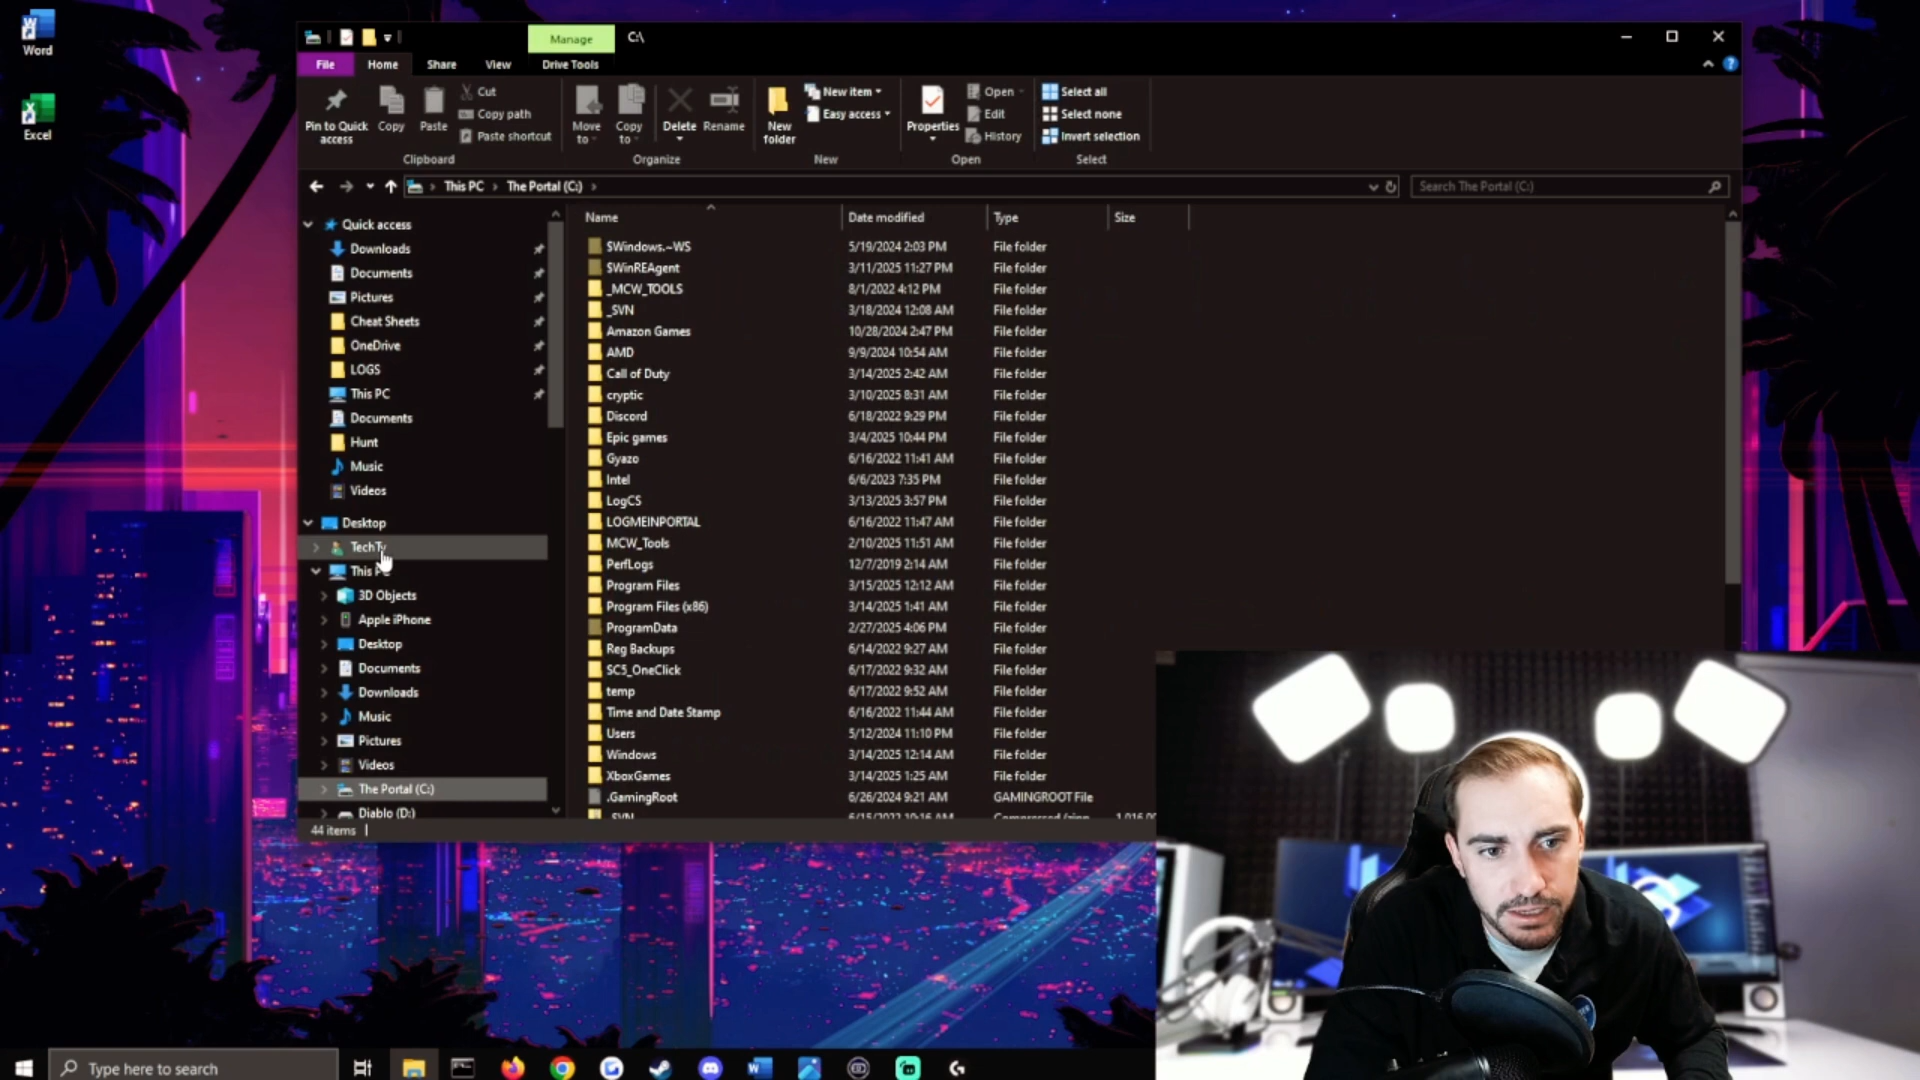 Word
Excel
Manage
C:\
File
Home
Share
View
Drive Tools
Pin to Quick access
Copy
Paste
Cut
Copy path
Paste shortcut
Move to
Copy to
Delete
Rename
New folder
New item
Easy access
Properties
Open
Edit
History
Select all
Select none
Invert selection
Clipboard
Organize
New
Open
Select
This PC
The Portal (C:)
Search The Portal (C:)
Quick access
Downloads
Documents
Pictures
Cheat Sheets
OneDrive
LOGS
This PC
Documents
Hunt
Music
Videos
Desktop
TechTy
This PC
3D Objects
Apple iPhone
Desktop
Documents
Downloads
Music
Pictures
Videos
The Portal (C:)
Diablo (D:)
44 items
Name Date modified Type Size
$Windows.~WS 5/19/2024 2:03 PM File folder
$WinREAgent 3/11/2025 11:27 PM File folder
_MCW_TOOLS 8/1/2022 4:12 PM File folder
_SVN 3/18/2024 12:08 AM File folder
Amazon Games 10/28/2024 2:47 PM File folder
AMD 9/9/2024 10:54 AM File folder
Call of Duty 3/14/2025 2:42 AM File folder
cryptic 3/10/2025 8:31 AM File folder
Discord 6/18/2022 9:29 PM File folder
Epic games 3/4/2025 10:44 PM File folder
Gyazo 6/16/2022 11:41 AM File folder
Intel 6/6/2023 7:35 PM File folder
LogCS 3/13/2025 3:57 PM File folder
LOGMEINPORTAL 6/16/2022 11:47 AM File folder
MCW_Tools 2/10/2025 11:51 AM File folder
PerfLogs 12/7/2019 2:14 AM File folder
Program Files 3/15/2025 12:12 AM File folder
Program Files (x86) 3/14/2025 1:41 AM File folder
ProgramData 2/27/2025 4:06 PM File folder
Reg Backups 6/14/2022 9:27 AM File folder
SC5_OneClick 6/17/2022 9:32 AM File folder
temp 6/17/2022 9:52 AM File folder
Time and Date Stamp 6/16/2022 11:44 AM File folder
Users 5/12/2024 11:10 PM File folder
Windows 3/14/2025 12:14 AM File folder
XboxGames 3/14/2025 1:25 AM File folder
.GamingRoot 6/26/2024 9:21 AM GAMINGROOT File
Type here to search